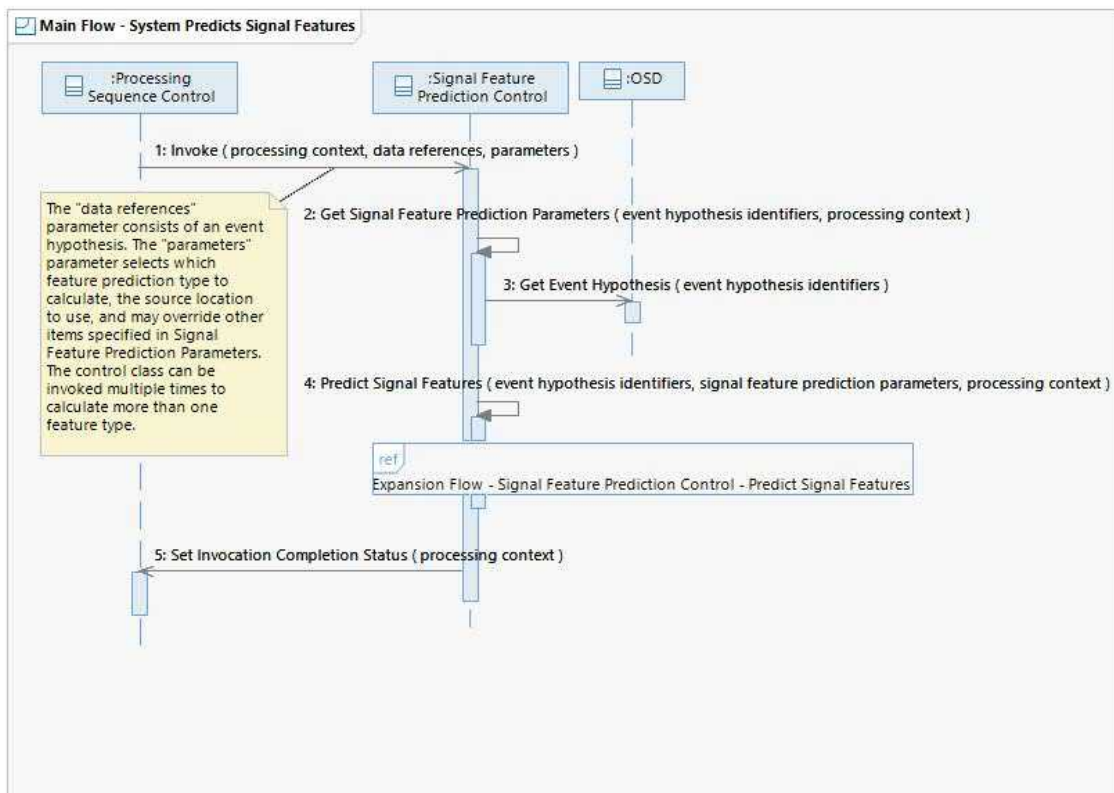 Main Flow - System Predicts Signal Features
:Processing
Sequence Control
:Signal Feature
Prediction Control
:OSD
1: Invoke ( processing context, data references, parameters )
The "data references"
parameter consists of an event
hypothesis. The "parameters"
parameter selects which
feature prediction type to
calculate, the source location
to use, and may override other
items specified in Signal
Feature Prediction Parameters.
The control class can be
invoked multiple times to
calculate more than one
feature type.
2: Get Signal Feature Prediction Parameters ( event hypothesis identifiers, processing context )
3: Get Event Hypothesis ( event hypothesis identifiers )
4: Predict Signal Features ( event hypothesis identifiers, signal feature prediction parameters, processing context )
ref
Expansion Flow - Signal Feature Prediction Control - Predict Signal Features
5: Set Invocation Completion Status ( processing context )